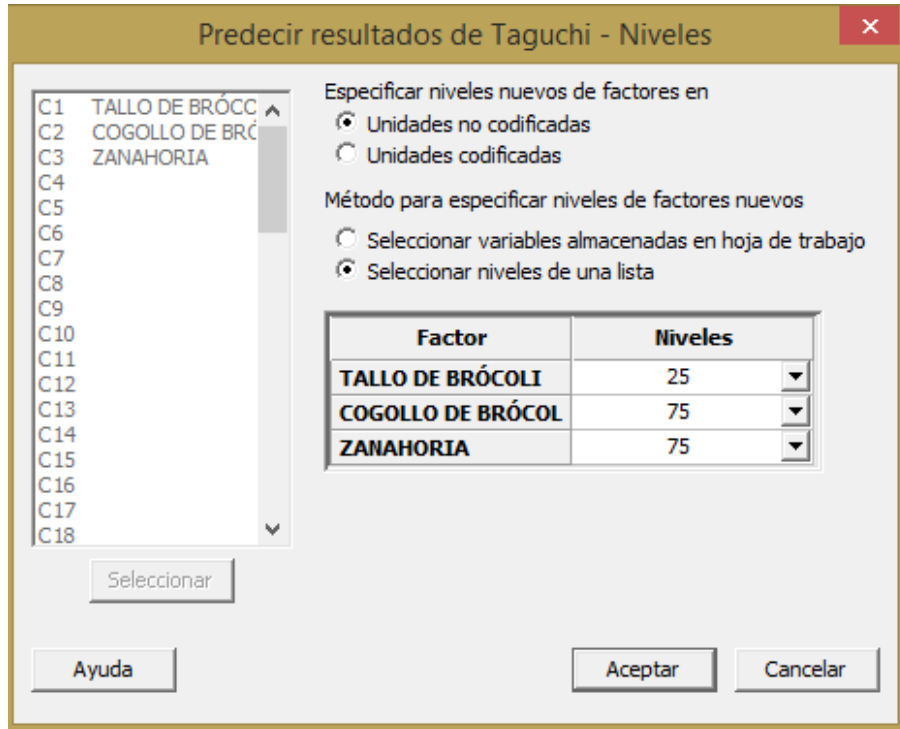 Predecir resultados de Taguchi - Niveles
C1 TALLO DE BRÓCC
C2 COGOLLO DE BRÓ
C3 ZANAHORIA
C4
C5
C6
C7
C8
C9
C10
C11
C12
C13
C14
C15
C16
C17
C18
Seleccionar
Especificar niveles nuevos de factores en
Unidades no codificadas
Unidades codificadas
Método para especificar niveles de factores nuevos
Seleccionar variables almacenadas en hoja de trabajo
Seleccionar niveles de una lista
Factor Niveles
TALLO DE BRÓCOLI 25
COGOLLO DE BRÓCOL 75
ZANAHORIA 75
Ayuda Aceptar Cancelar